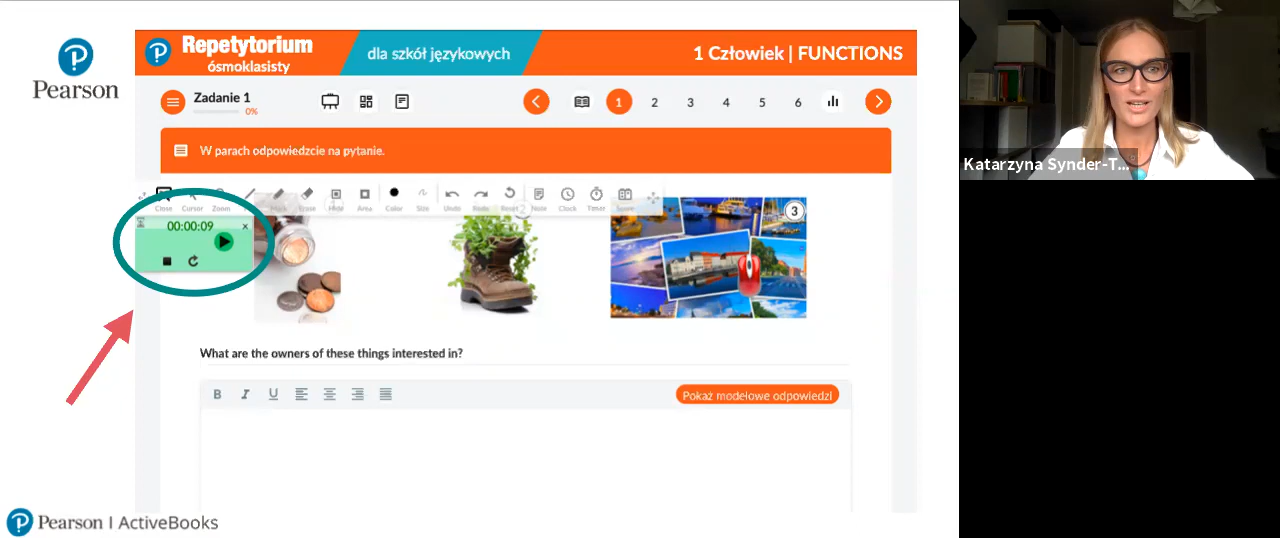 Pearson
Repetytorium
ósmoklasisty
dla szkół językowych
1 Człowiek | FUNCTIONS
Zadanie 1
0%
1 2 3 4 5 6
W parach odpowiedzcie na pytanie.
Close Cursor Zoom Erase Hide Area Color Size Undo Redo Reset Note Clock Timer
00:00:09
x
2
3
What are the owners of these things interested in?
B I U
Pokaż modelowe odpowiedzi
Pearson | ActiveBooks
Katarzyna Synder-T...